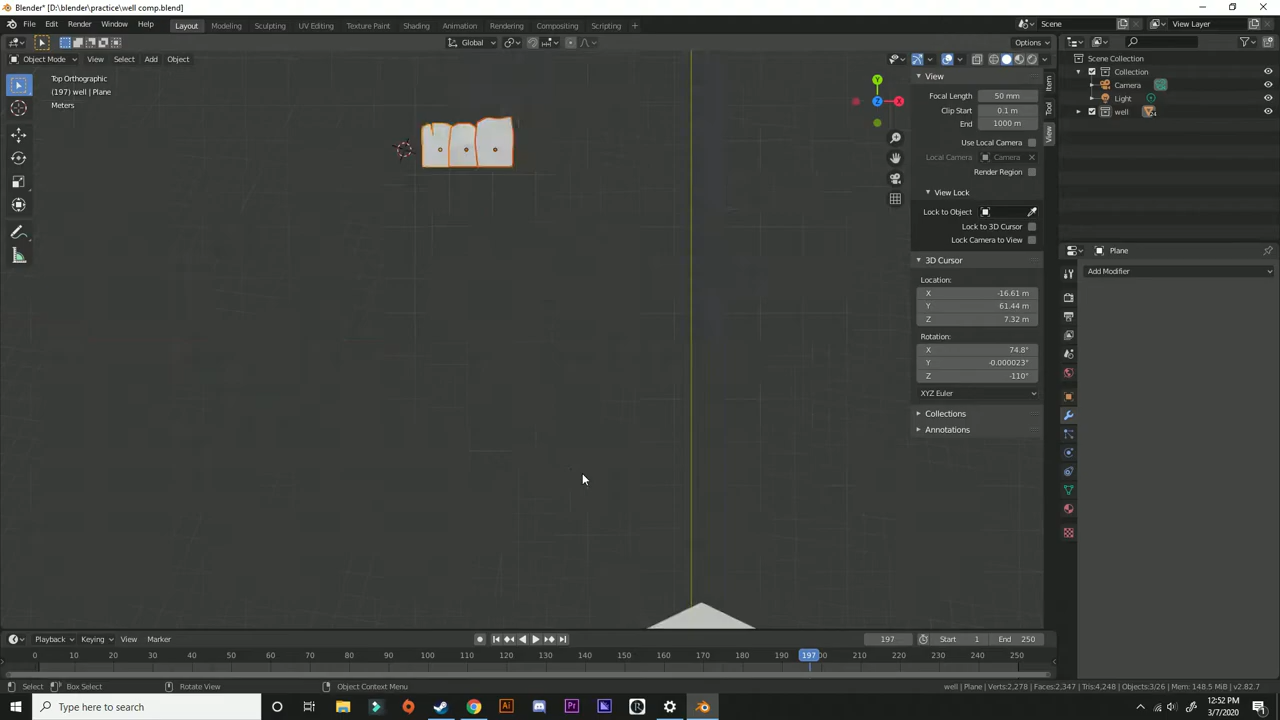 Blender* [D:\blender\practice\well comp.blend]
File Edit Render Window Help Layout Modeling Sculpting UV Editing Texture Paint Shading Animation Rendering Compositing Scripting + Scene View Layer
Global Options
Object Mode View Select Add Object
Top Orthographic
(197) well | Plane
Meters
Y
X
Z
View
Focal Length 50 mm
Clip Start 0.1 m
End 1000 m
Use Local Camera
Local Camera Camera
Render Region
View Lock
Lock to Object
Lock to 3D Cursor
Lock Camera to View
3D Cursor
Location:
X -16.61 m
Y 61.44 m
Z 7.32 m
Rotation:
X 74.8°
Y -0.000023°
Z -110°
XYZ Euler
Collections
Annotations
Item
Tool
View
Scene Collection
Collection
Camera
Light
well
Plane
Add Modifier
Playback Keying View Marker 197 Start 1 End 250
0 10 20 30 40 50 60 70 80 90 100 110 120 130 140 150 160 170 180 190 197 200 210 220 230 240 250
Select Box Select Rotate View Object Context Menu well | Plane | Verts:2,278 | Faces:2,347 | Tris:4,248 | Objects:3/26 | Mem: 148.5 MiB | v2.82.7
Type here to search
12:52 PM
3/7/2020